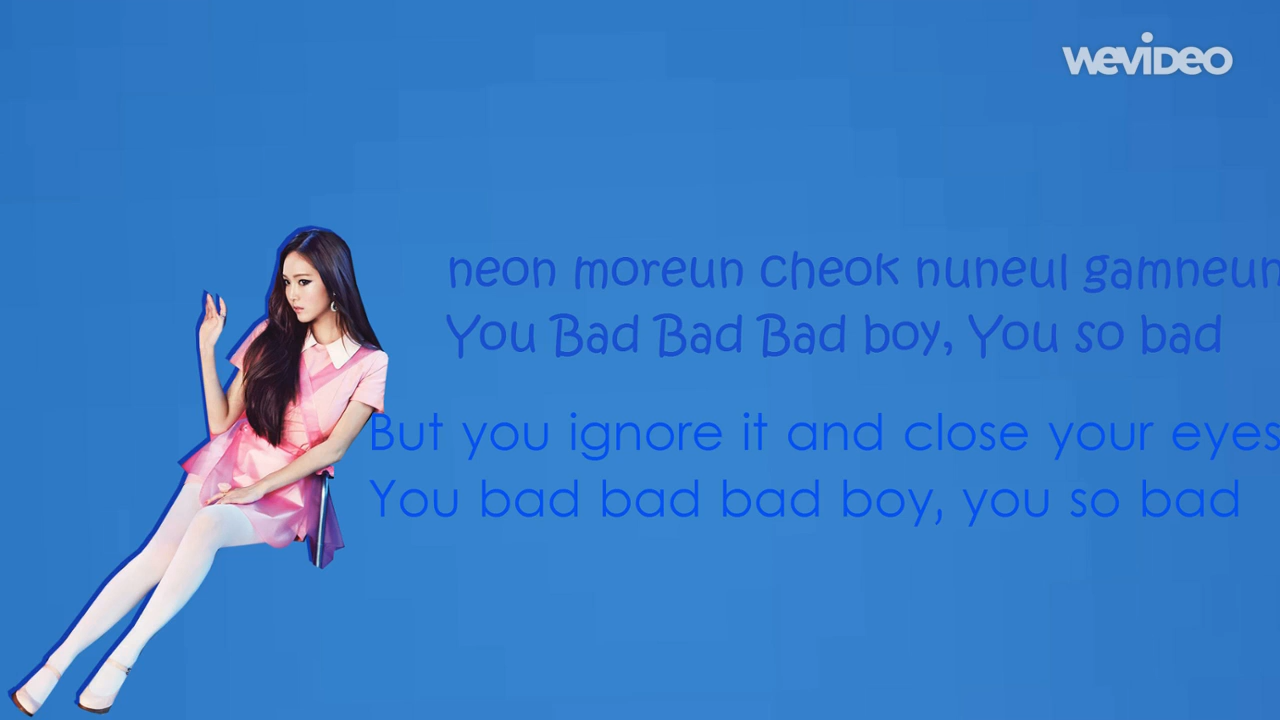 wevideo
neon moreun cheok nuneul gamneun
You Bad Bad Bad boy, You so bad
But you ignore it and close your eyes
You bad bad bad boy, you so bad